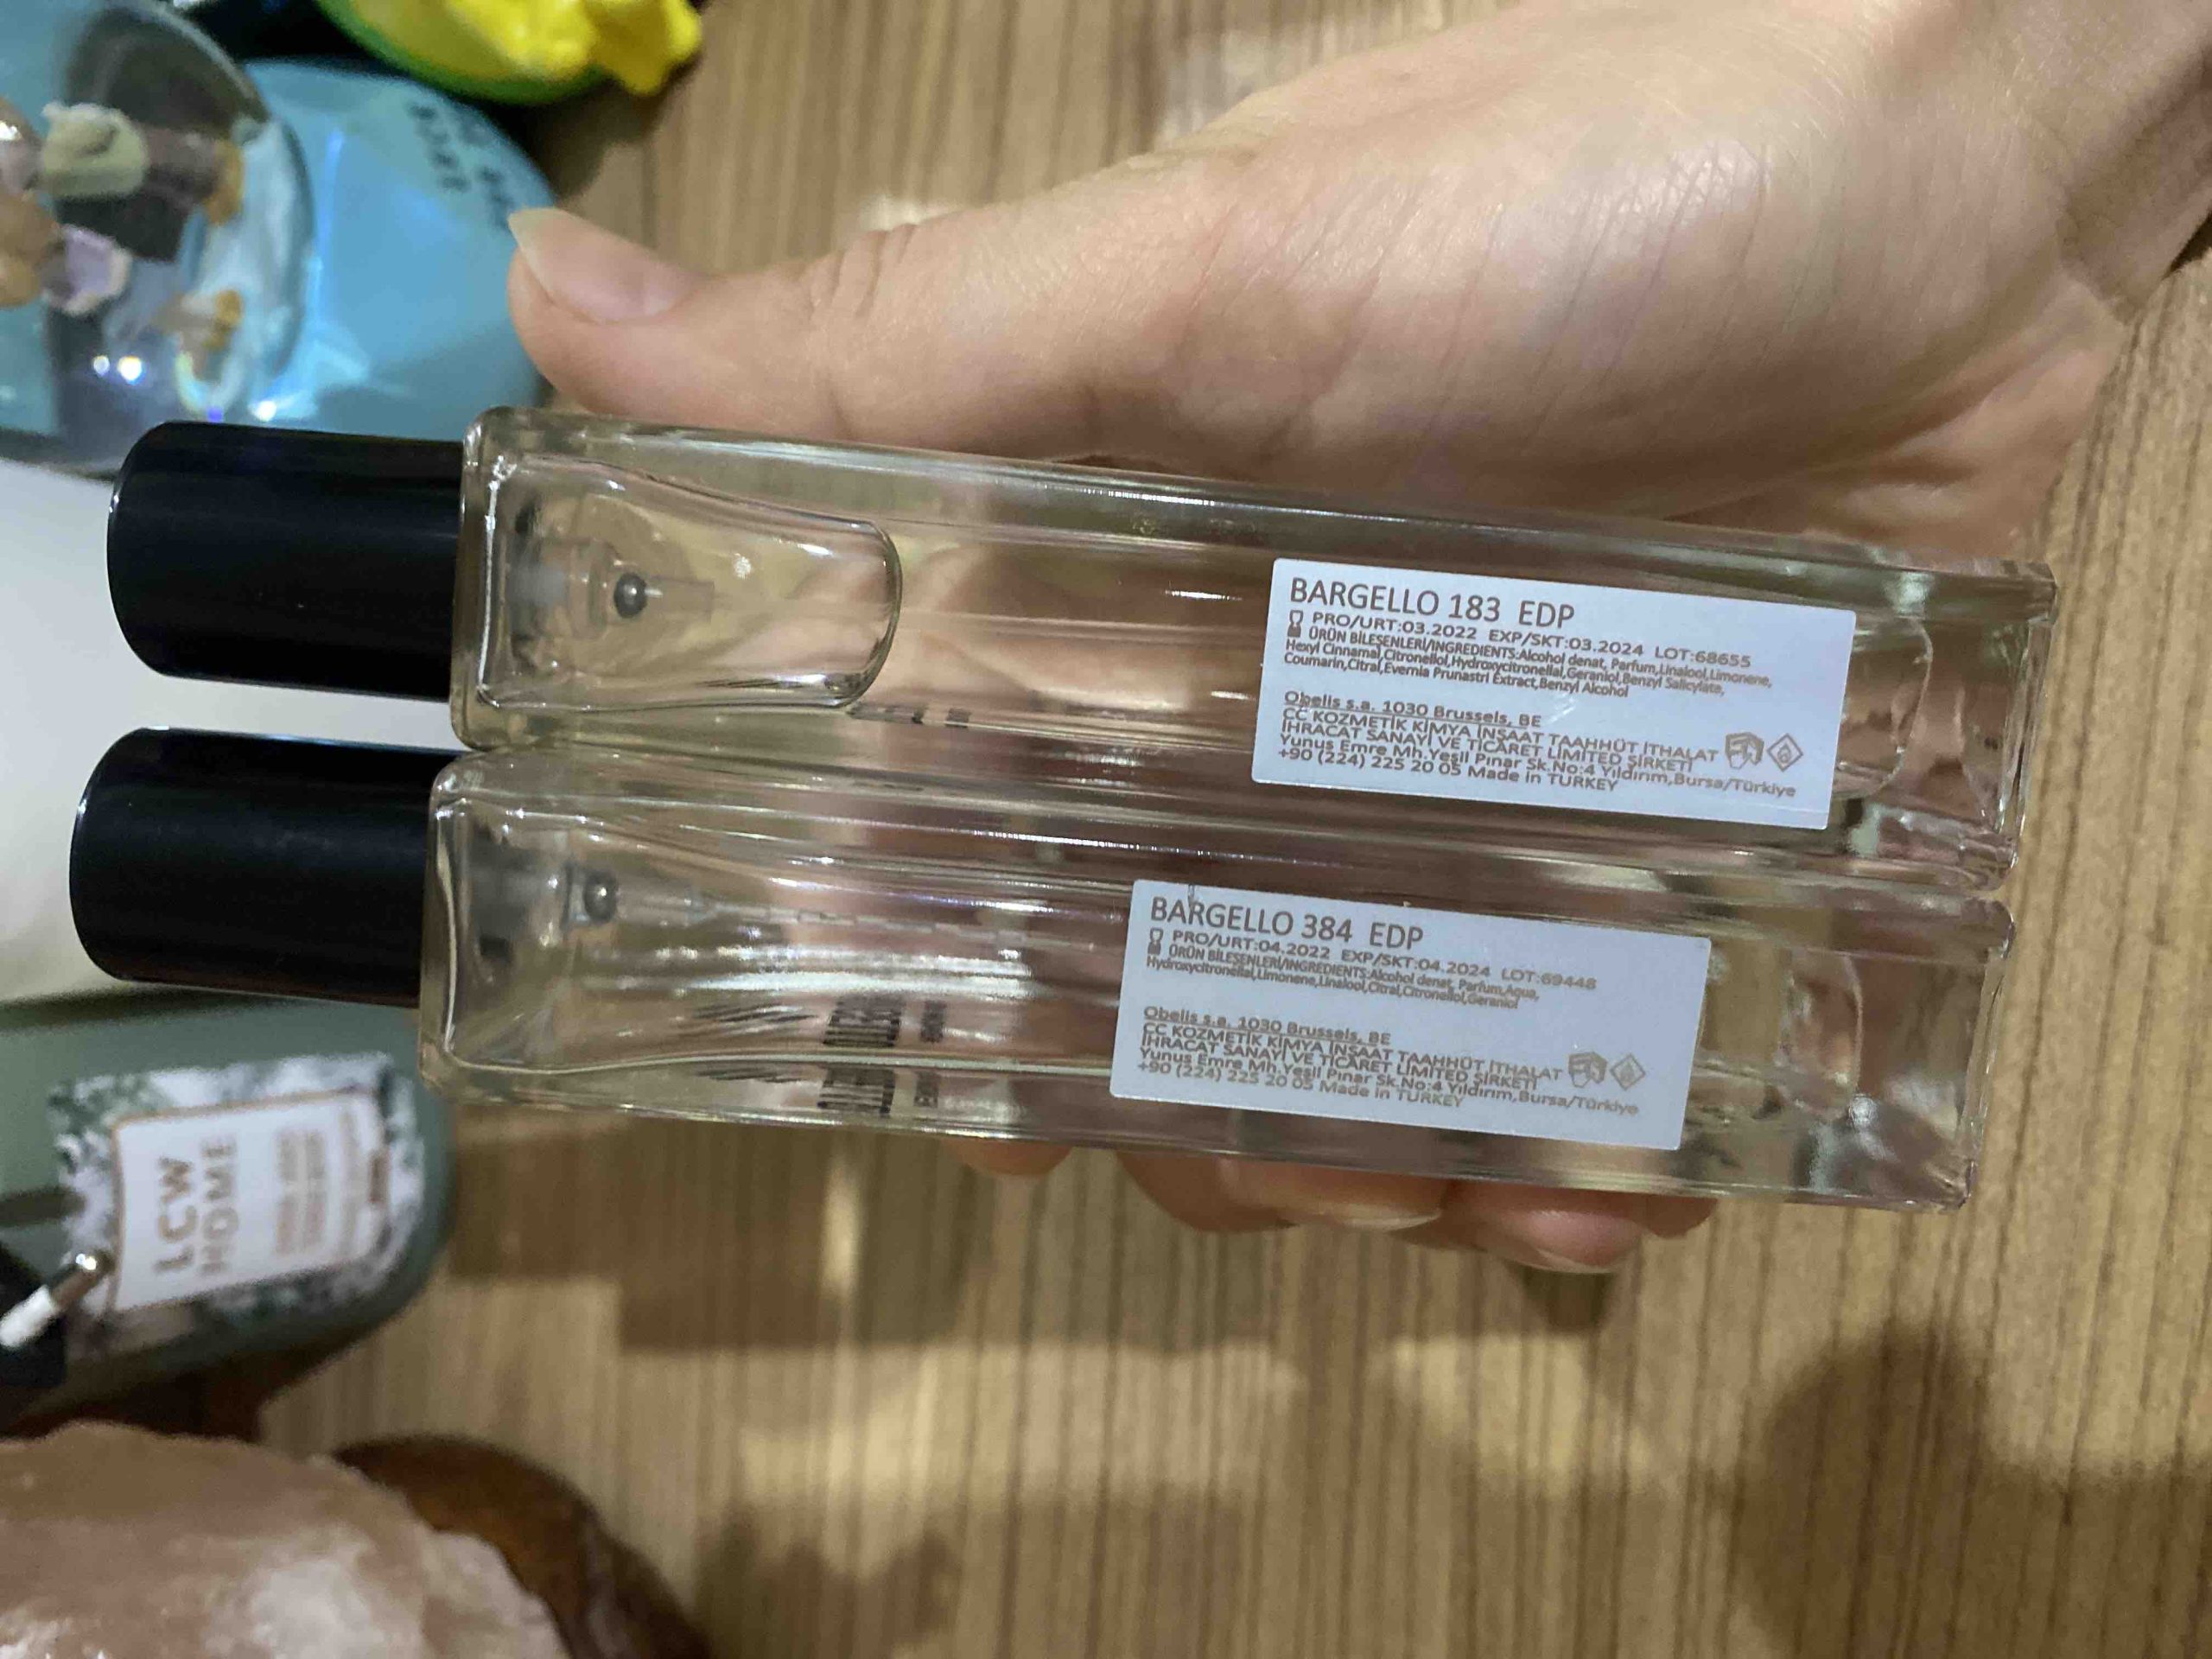 BARGELLO 183 EDP
PRO/URT:03.2022 EXP/SKT:03.2024 LOT:68655
ÜRÜN BİLEŞENLERİ/INGREDIENTS:Alcohol denat, Parfum,Linalool,Limonene,
Hexyl Cinnamal,Citronellol,Hydroxycitronellal,Geraniol,Benzyl Salicylate,
Coumarin,Citral,Evernia Prunastri Extract,Benzyl Alcohol
Obelis s.a. 1030 Brussels, BE
CC KOZMETİK KİMYA İNŞAAT TAAHHÜT İTHALAT
İHRACAT SANAYİ VE TİCARET LİMİTED ŞİRKETİ
Yunus Emre Mh.Yeşil Pınar Sk.No:4 Yıldırım,Bursa/Türkiye
+90 (224) 225 20 05 Made in TURKEY
BARGELLO 384 EDP
PRO/URT:04.2022 EXP/SKT:04.2024 LOT:69448
ÜRÜN BİLEŞENLERİ/INGREDIENTS:Alcohol denat, Parfum,Aqua,
Hydroxycitronellal,Limonene,Linalool,Citral,Citronellol,Geraniol
Obelis s.a. 1030 Brussels, BE
CC KOZMETİK KİMYA İNŞAAT TAAHHÜT İTHALAT
İHRACAT SANAYİ VE TİCARET LİMİTED ŞİRKETİ
Yunus Emre Mh.Yeşil Pınar Sk.No:4 Yıldırım,Bursa/Türkiye
+90 (224) 225 20 05 Made in TURKEY
LCW
HOME